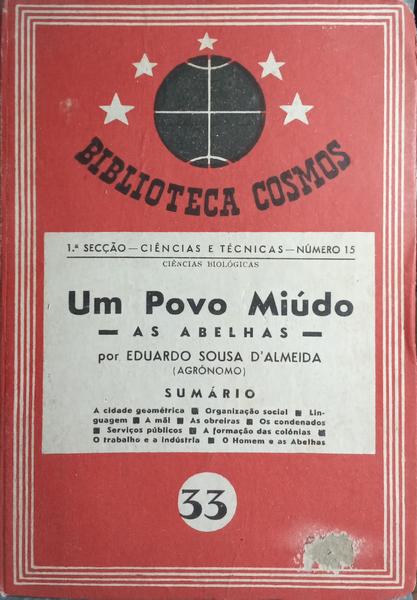 BIBLIOTECA COSMOS
1.ª SECÇÃO — CIÊNCIAS E TÉCNICAS — NÚMERO 15
CIÊNCIAS BIOLÓGICAS
Um Povo Miúdo
— AS ABELHAS —
por EDUARDO SOUSA D'ALMEIDA
(AGRÓNOMO)
SUMÁRIO
A cidade geométrica ■ Organização social ■ Lin-
guagem ■ A mãi ■ As obreiras ■ Os condenados
■ Serviços públicos ■ A formação das colónias ■
O trabalho e a indústria ■ O Homem e as Abelhas
33